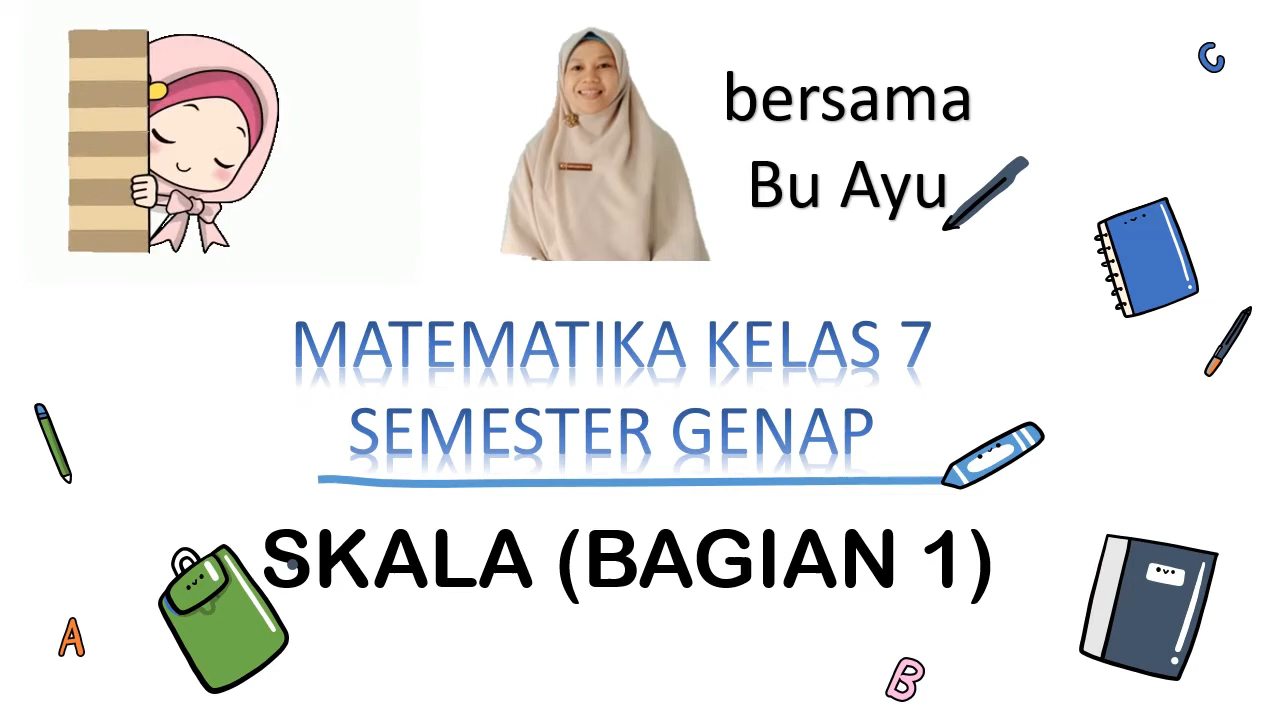 bersama
Bu Ayu
MATEMATIKA KELAS 7
SEMESTER GENAP
SKALA (BAGIAN 1)
C
A
B